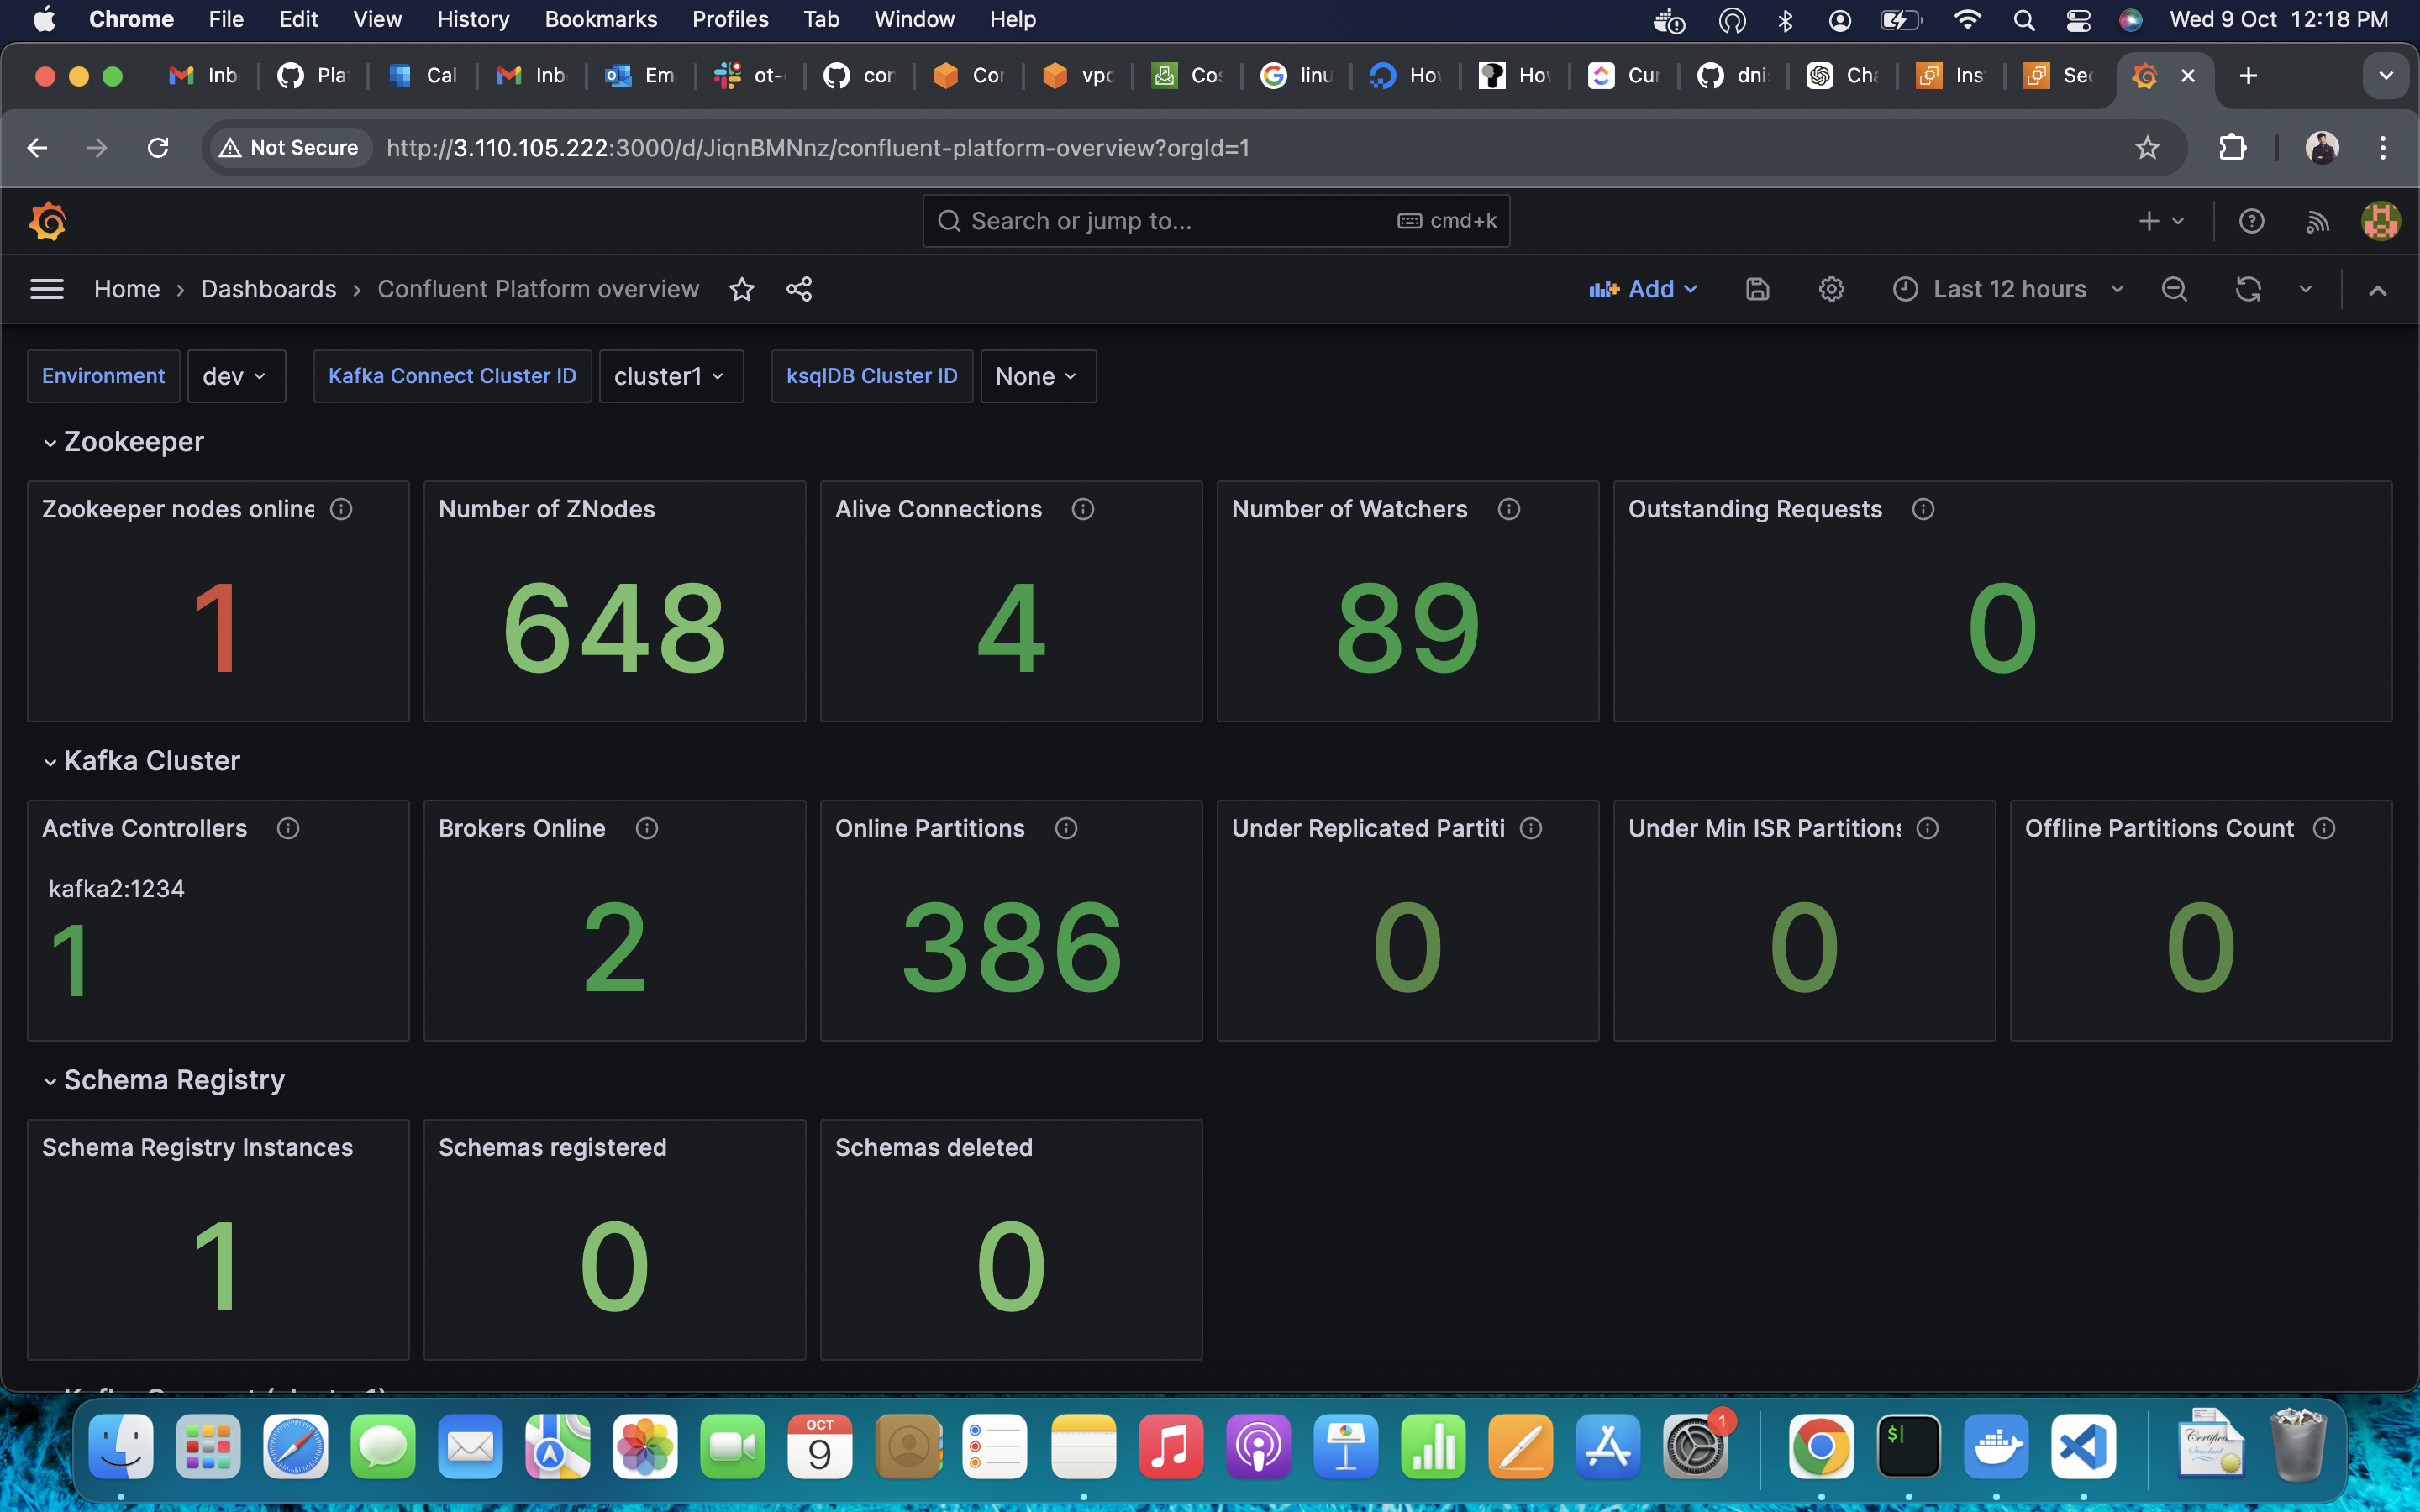 Chrome File Edit View History Bookmarks Profiles Tab Window Help Wed 9 Oct 12:18 PM
Inb Pla Cal Inb Em ot- cor Cor vpc Cos linu Hov Hov Cur dni Cha Ins Sec
Not Secure http://3.110.105.222:3000/d/JiqnBMNnz/confluent-platform-overview?orgId=1
Search or jump to... cmd+k
Home › Dashboards › Confluent Platform overview Add Last 12 hours
Environment dev Kafka Connect Cluster ID cluster1 ksqlDB Cluster ID None
Zookeeper
Zookeeper nodes online Number of ZNodes Alive Connections Number of Watchers Outstanding Requests
1 648 4 89 0
Kafka Cluster
Active Controllers Brokers Online Online Partitions Under Replicated Partiti Under Min ISR Partitions Offline Partitions Count
kafka2:1234
1 2 386 0 0 0
Schema Registry
Schema Registry Instances Schemas registered Schemas deleted
1 0 0
OCT
9
1
$